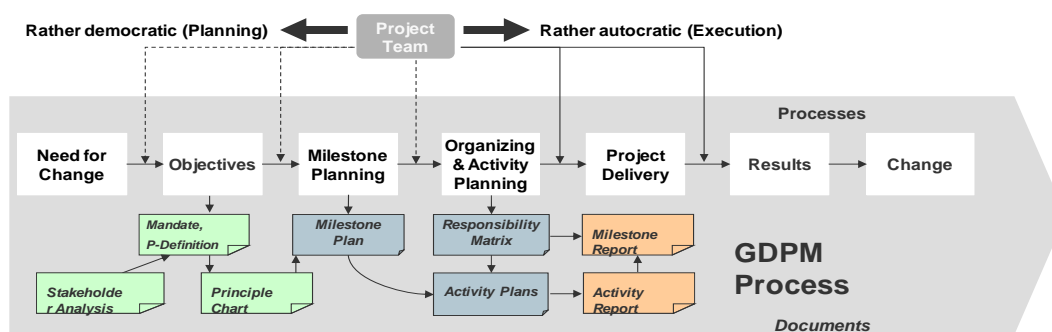 Rather democratic (Planning)
Project
Team
Rather autocratic (Execution)
Processes
Need for
Change
Objectives
Milestone
Planning
Organizing
& Activity
Planning
Project
Delivery
Results
Change
Mandate,
P-Definition
Milestone
Plan
Responsibility
Matrix
Milestone
Report
Stakeholde
r Analysis
Principle
Chart
Activity Plans
Activity
Report
GDPM
Process
Documents